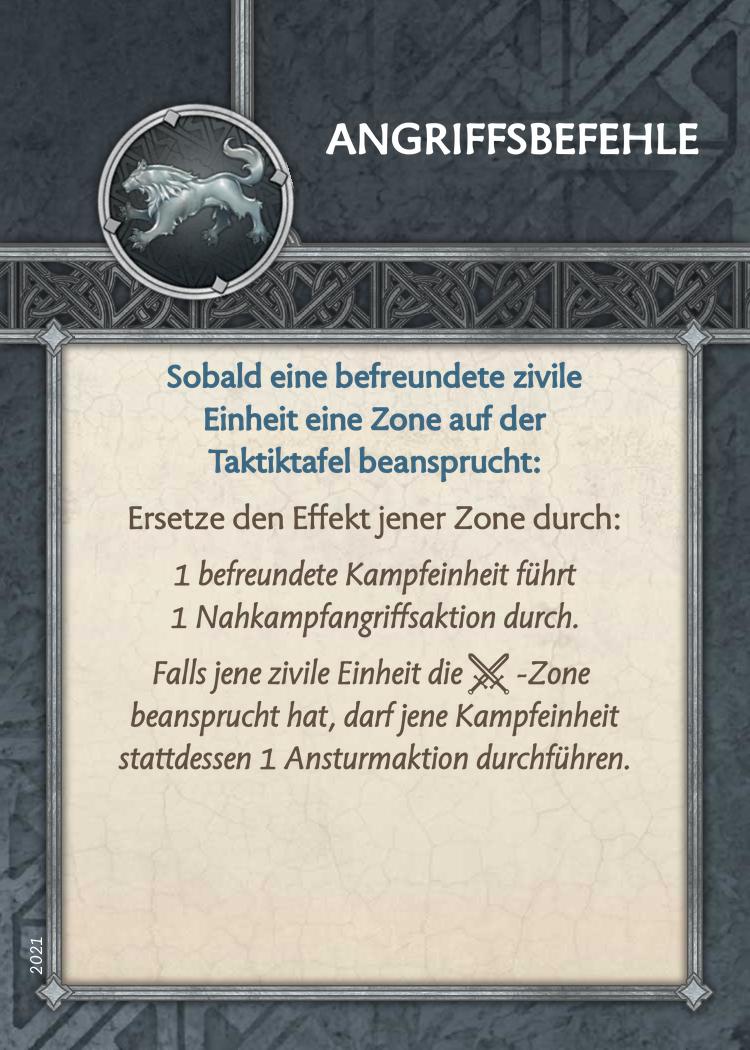 ANGRIFFSBEFEHLE
Sobald eine befreundete zivile
Einheit eine Zone auf der
Taktiktafel beansprucht:
Ersetze den Effekt jener Zone durch:
1 befreundete Kampfeinheit führt
1 Nahkampfangriffsaktion durch.
Falls jene zivile Einheit die -Zone
beansprucht hat, darf jene Kampfeinheit
stattdessen 1 Ansturmaktion durchführen.
2021